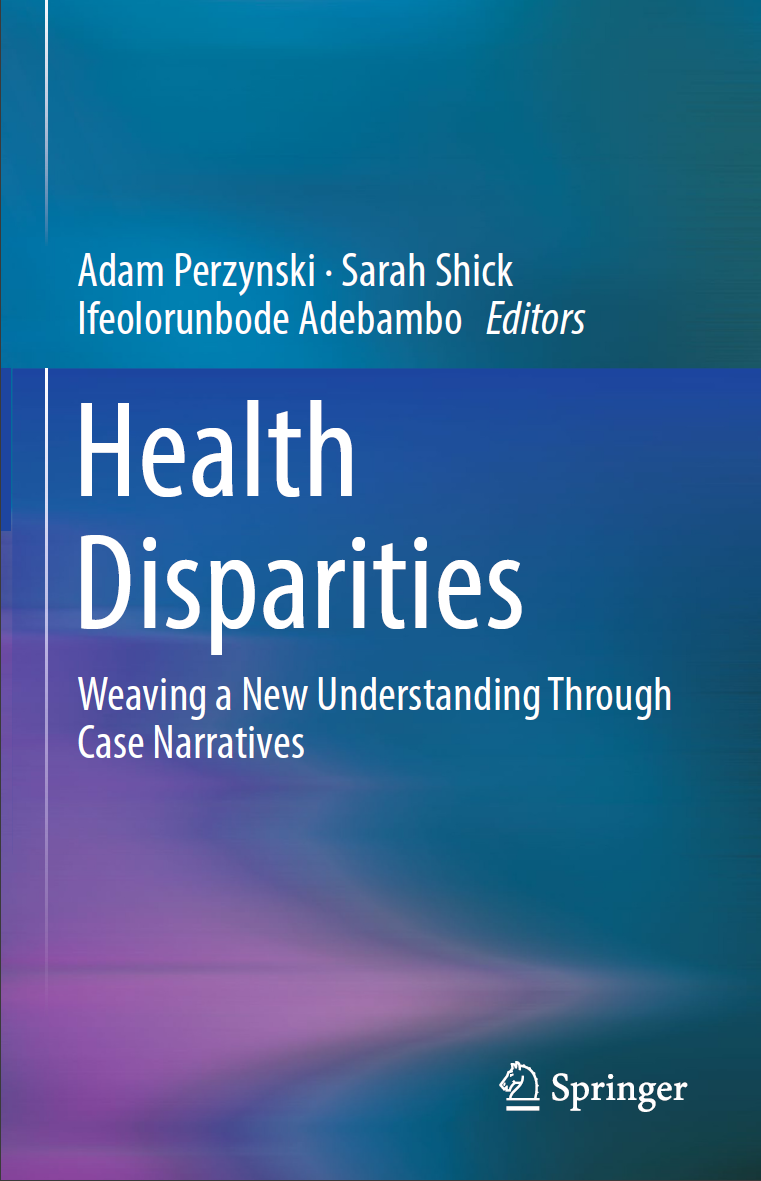 Adam Perzynski · Sarah Shick
Ifeolorunbode Adebambo Editors
Health
Disparities
Weaving a New Understanding Through
Case Narratives
Springer